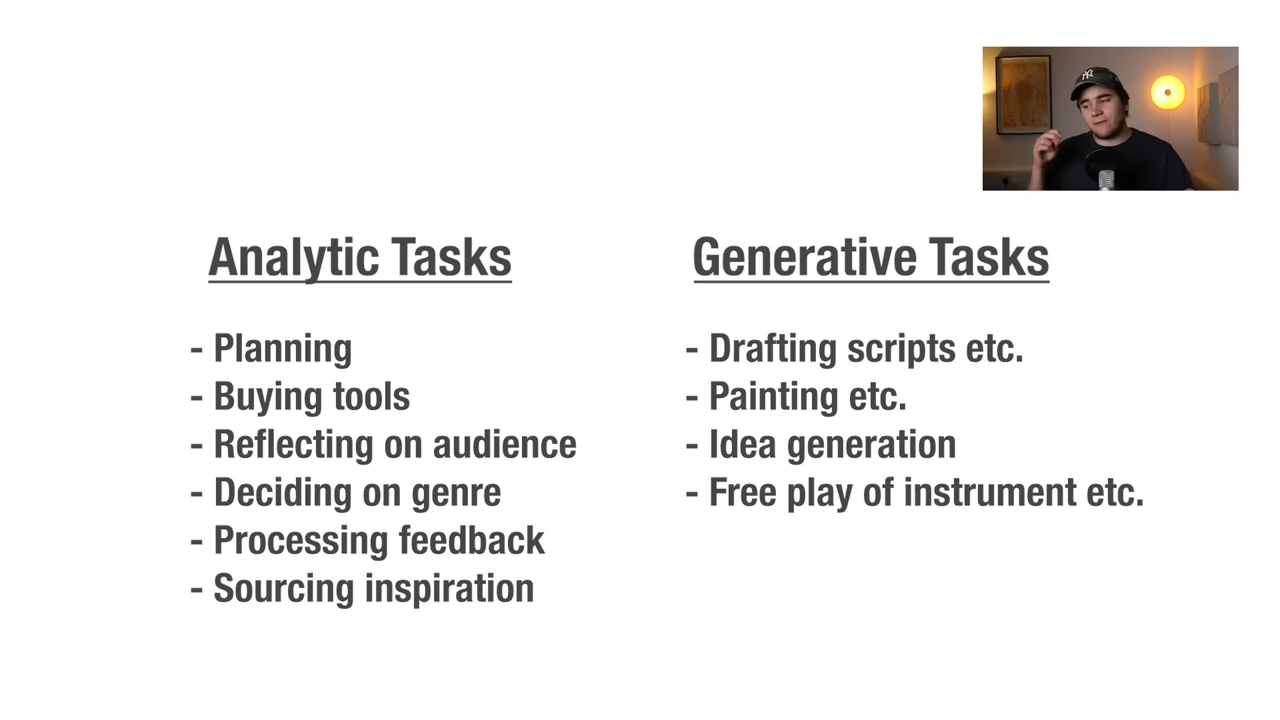 Analytic Tasks
- Planning
- Buying tools
- Reflecting on audience
- Deciding on genre
- Processing feedback
- Sourcing inspiration
Generative Tasks
- Drafting scripts etc.
- Painting etc.
- Idea generation
- Free play of instrument etc.
NY